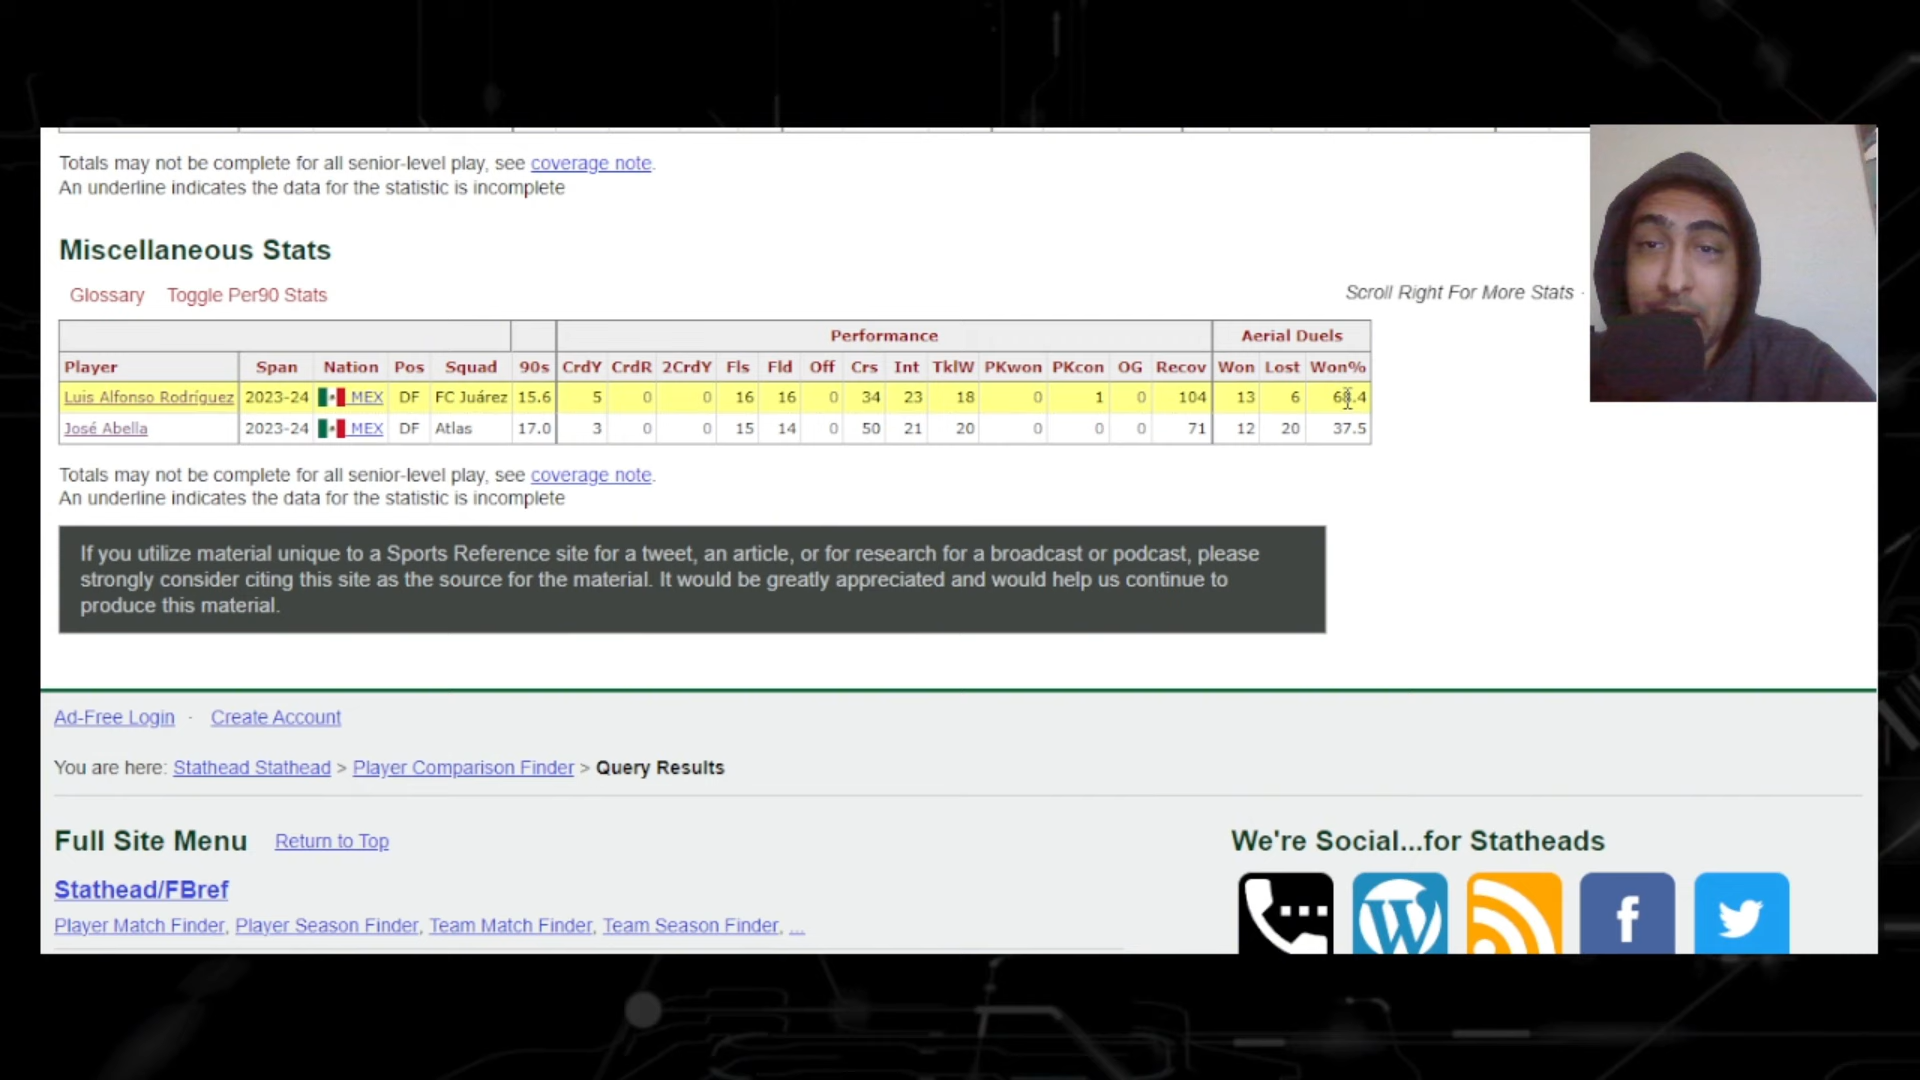 Totals may not be complete for all senior-level play, see coverage note.
An underline indicates the data for the statistic is incomplete
Miscellaneous Stats
Glossary Toggle Per90 Stats
Scroll Right For More Stats ·
Performance Aerial Duels
Player Span Nation Pos Squad 90s CrdY CrdR 2CrdY Fls Fld Off Crs Int TklW PKwon PKcon OG Recov Won Lost Won%
Luis Alfonso Rodríguez 2023-24 MEX DF FC Juárez 15.6 5 0 0 16 16 0 34 23 18 0 1 0 104 13 6 68.4
José Abella 2023-24 MEX DF Atlas 17.0 3 0 0 15 14 0 50 21 20 0 0 0 71 12 20 37.5
Totals may not be complete for all senior-level play, see coverage note.
An underline indicates the data for the statistic is incomplete
If you utilize material unique to a Sports Reference site for a tweet, an article, or for research for a broadcast or podcast, please
strongly consider citing this site as the source for the material. It would be greatly appreciated and would help us continue to
produce this material.
Ad-Free Login · Create Account
You are here: Stathead Stathead > Player Comparison Finder > Query Results
Full Site Menu Return to Top
We're Social...for Statheads
Stathead/FBref
Player Match Finder, Player Season Finder, Team Match Finder, Team Season Finder, ...